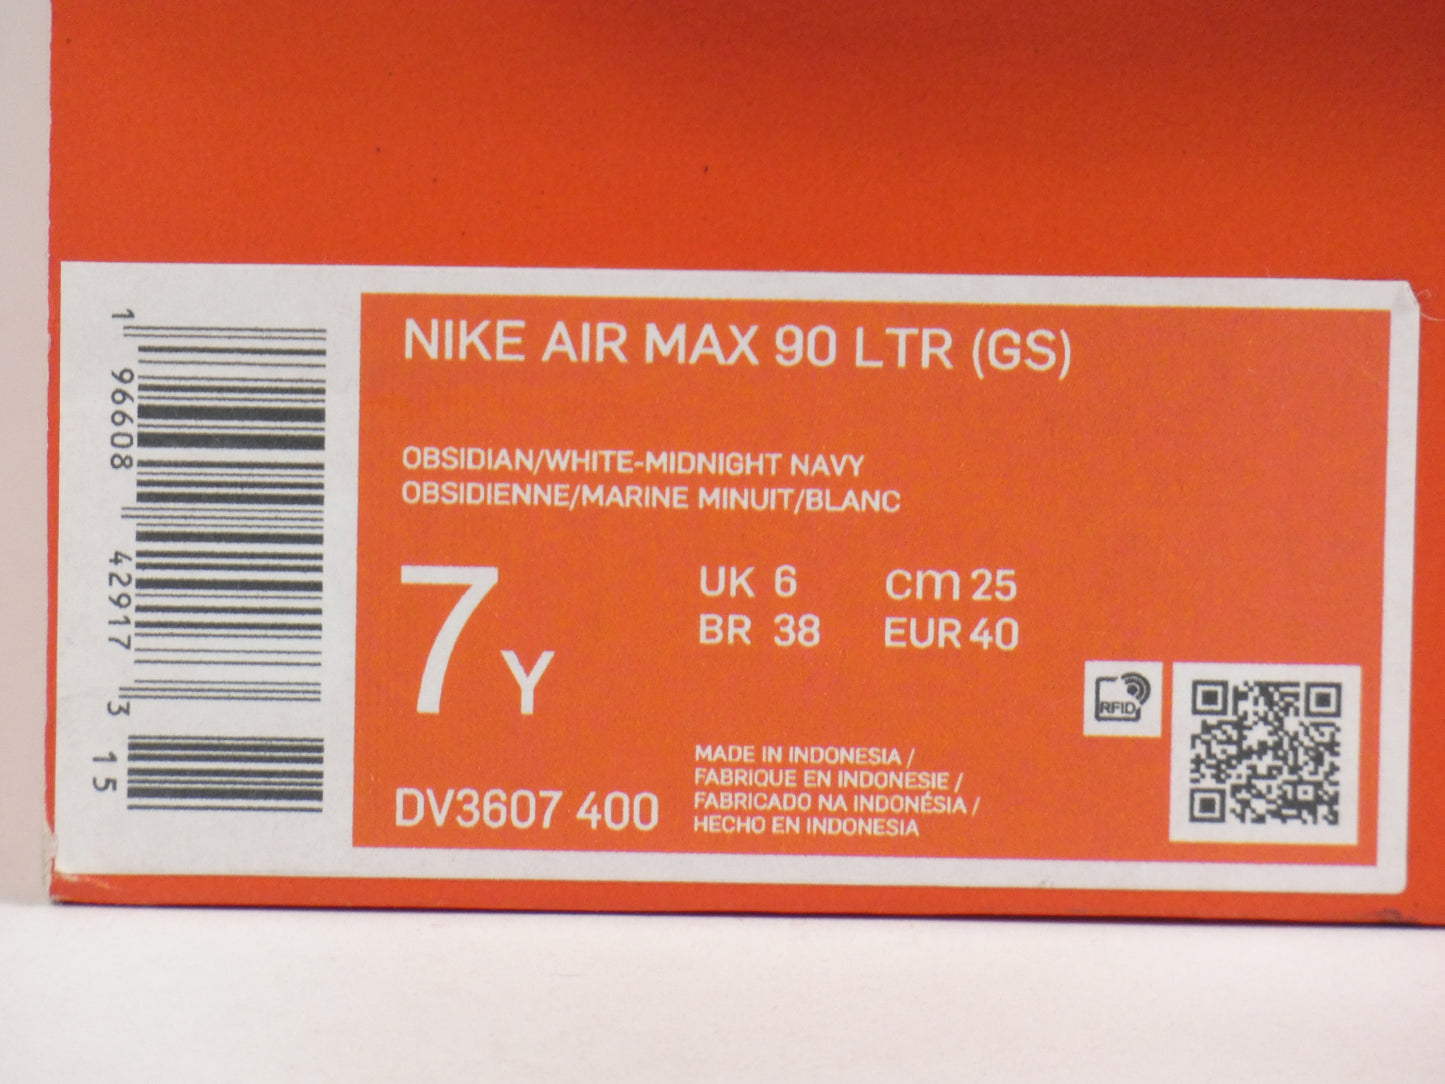 NIKE AIR MAX 90 LTR (GS)
OBSIDIAN/WHITE-MIDNIGHT NAVY
OBSIDIENNE/MARINE MINUIT/BLANC
7Y
UK 6 cm 25
BR 38 EUR 40
DV3607 400
MADE IN INDONESIA /
FABRIQUE EN INDONESIE /
FABRICADO NA INDONÉSIA /
HECHO EN INDONESIA
RFID
1 96608 42917 3 15